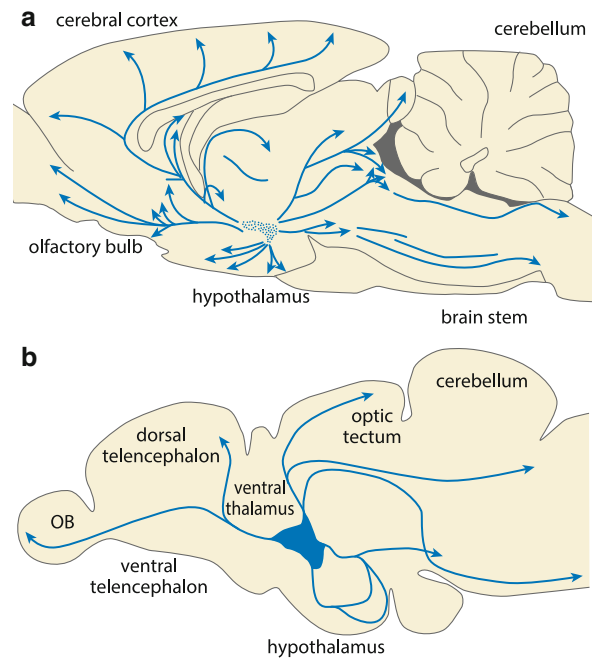 a
cerebral cortex
cerebellum
olfactory bulb
hypothalamus
brain stem
b
cerebellum
optic
tectum
dorsal
telencephalon
ventral
thalamus
OB
ventral
telencephalon
hypothalamus